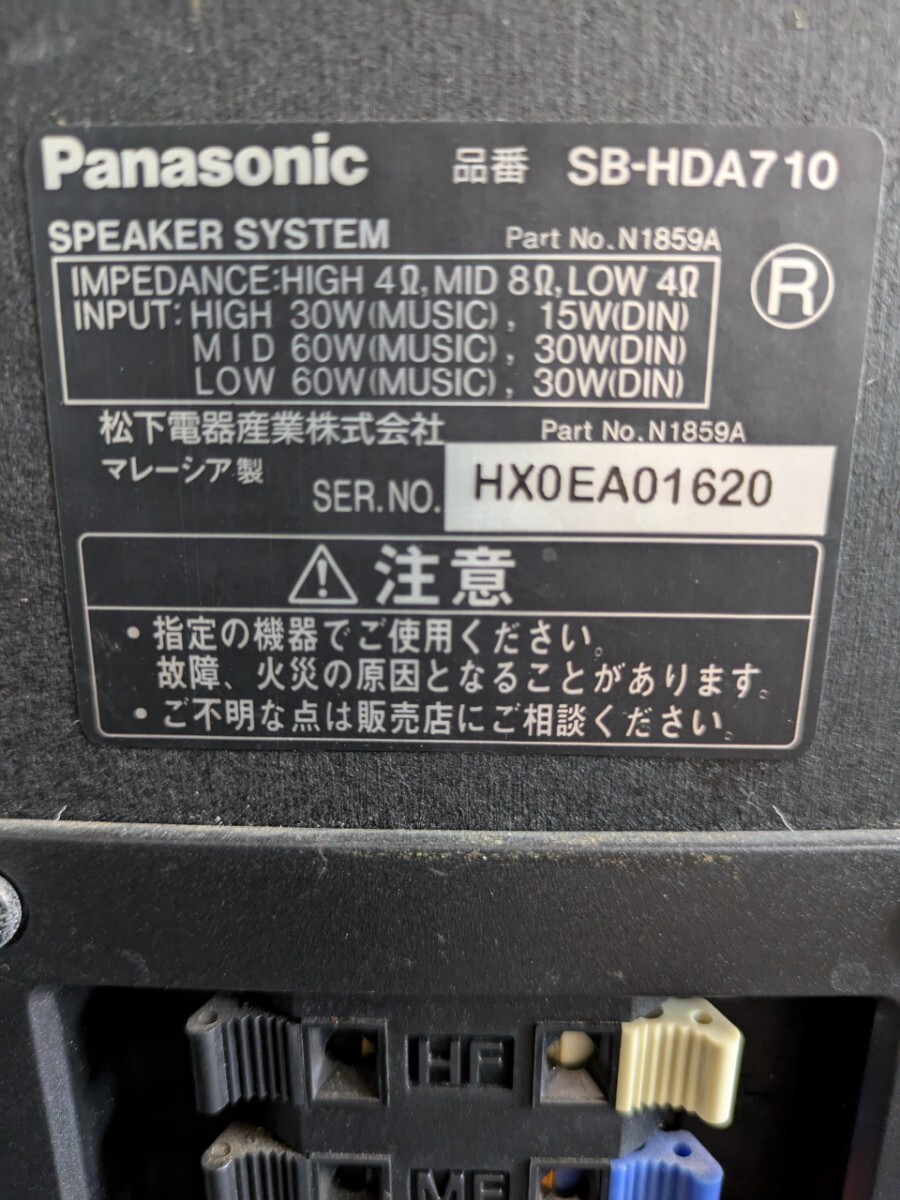 Panasonic 品番 SB-HDA710
SPEAKER SYSTEM Part No.N1859A
IMPEDANCE:HIGH 4Ω, MID 8Ω, LOW 4Ω
INPUT: HIGH 30W(MUSIC), 15W(DIN)
MID 60W(MUSIC), 30W(DIN)
LOW 60W(MUSIC), 30W(DIN)
R
松下電器産業株式会社 Part No.N1859A
マレーシア製
SER.NO. HX0EA01620
注意
・指定の機器でご使用ください。
故障、火災の原因となることがあります。
・ご不明な点は販売店にご相談ください。
HF
MF